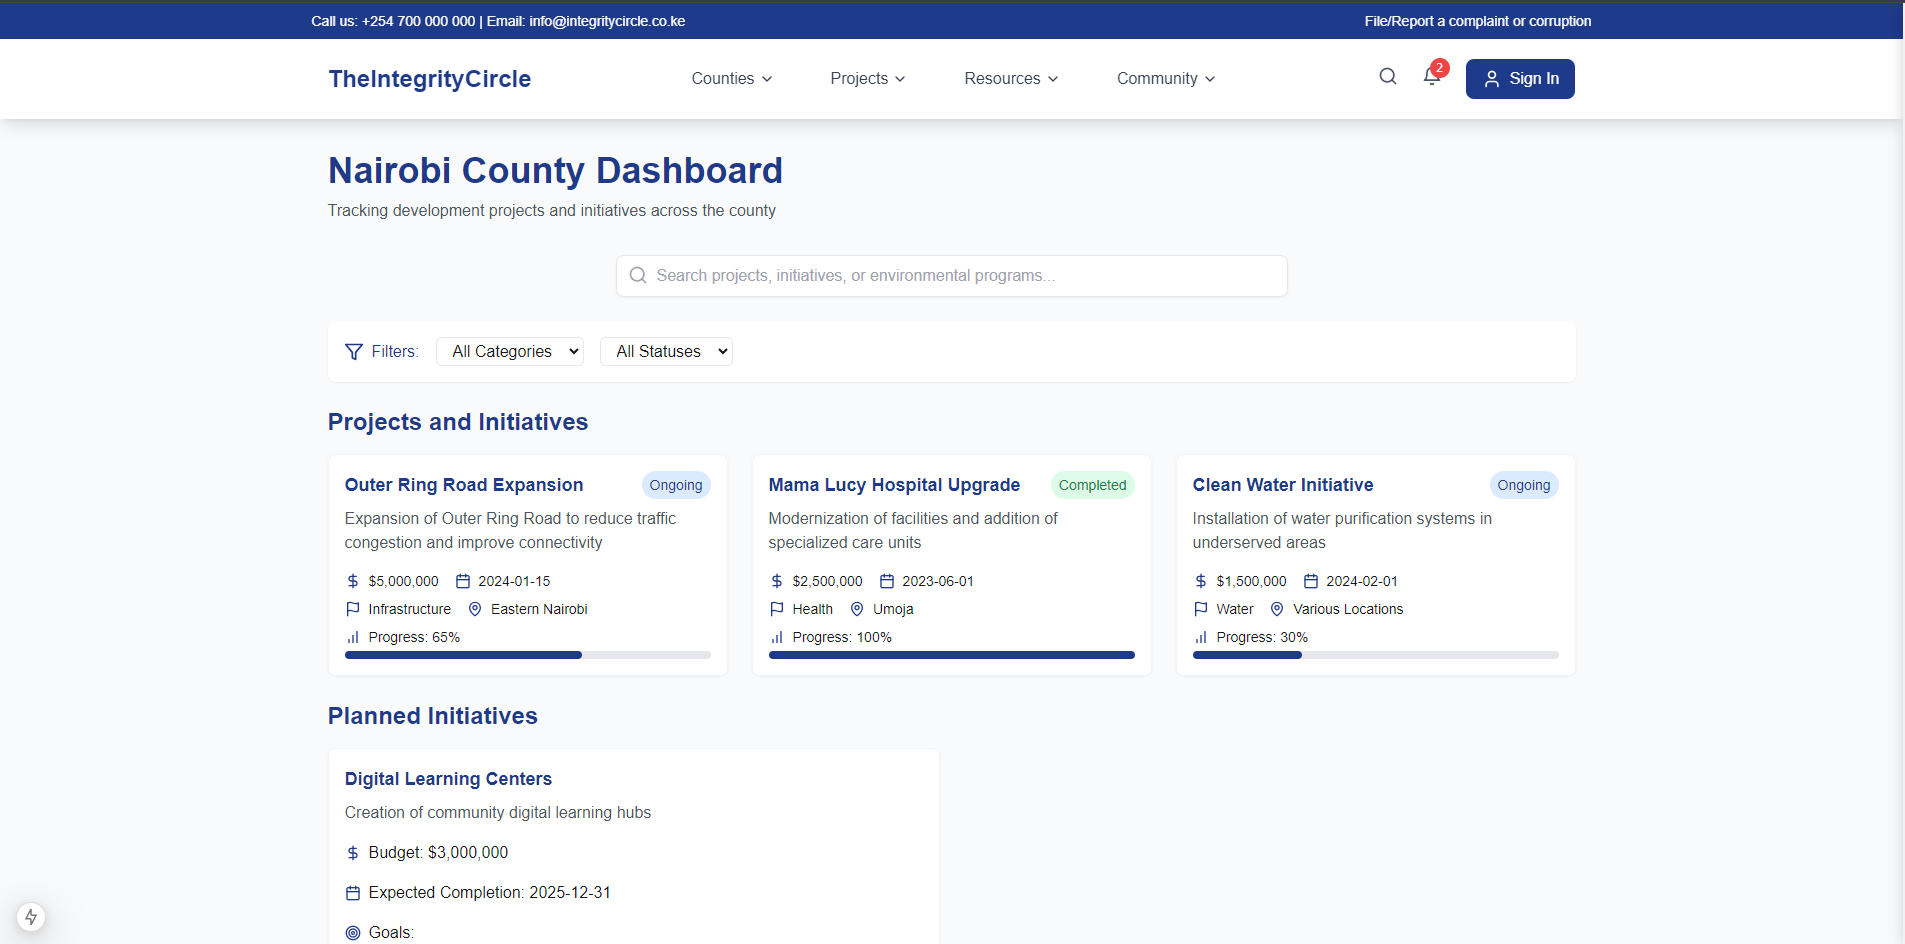 Call us: +254 700 000 000 | Email: info@integritycircle.co.ke
File/Report a complaint or corruption
TheIntegrityCircle
Counties
Projects
Resources
Community
2
Sign In
Nairobi County Dashboard
Tracking development projects and initiatives across the county
Search projects, initiatives, or environmental programs...
Filters:
All Categories
All Statuses
Projects and Initiatives
Outer Ring Road Expansion
Ongoing
Expansion of Outer Ring Road to reduce traffic
congestion and improve connectivity
$5,000,000 2024-01-15
Infrastructure Eastern Nairobi
Progress: 65%
Mama Lucy Hospital Upgrade
Completed
Modernization of facilities and addition of
specialized care units
$2,500,000 2023-06-01
Health Umoja
Progress: 100%
Clean Water Initiative
Ongoing
Installation of water purification systems in
underserved areas
$1,500,000 2024-02-01
Water Various Locations
Progress: 30%
Planned Initiatives
Digital Learning Centers
Creation of community digital learning hubs
Budget: $3,000,000
Expected Completion: 2025-12-31
Goals: